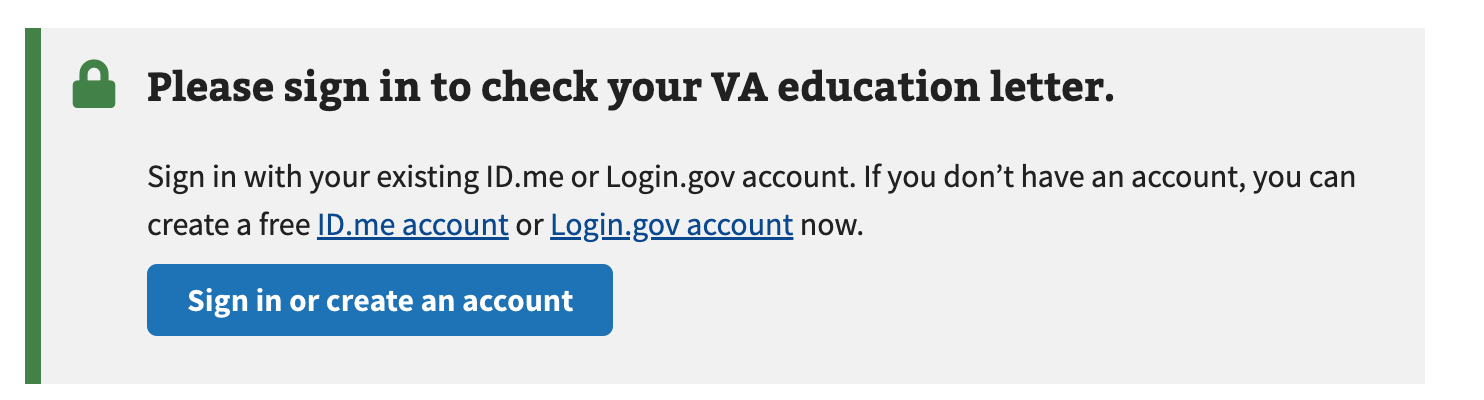 Please sign in to check your VA education letter.
Sign in with your existing ID.me or Login.gov account. If you don’t have an account, you can
create a free ID.me account or Login.gov account now.
Sign in or create an account